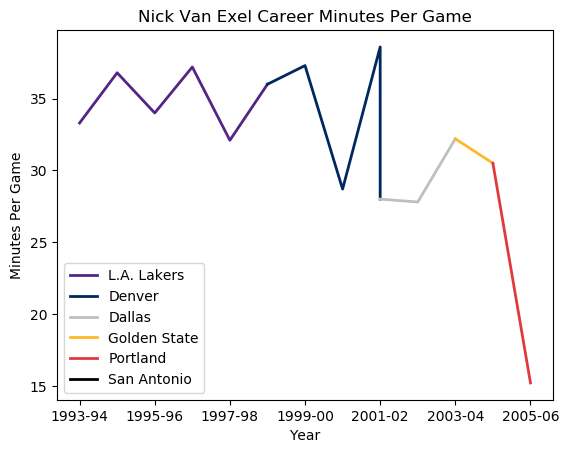 Nick Van Exel Career Minutes Per Game
Minutes Per Game
35
30
25
20
15
L.A. Lakers
Denver
Dallas
Golden State
Portland
San Antonio
1993-94 1995-96 1997-98 1999-00 2001-02 2003-04 2005-06
Year